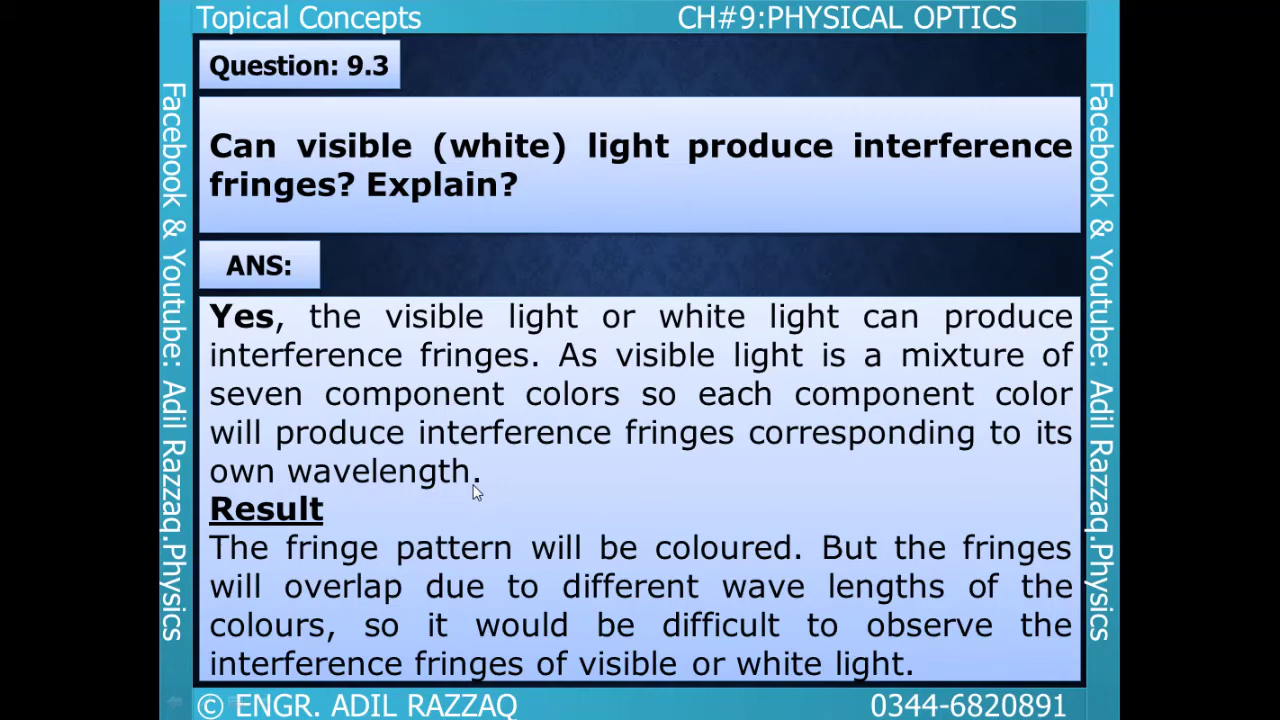 Topical Concepts
CH#9:PHYSICAL OPTICS
Question: 9.3
Can visible (white) light produce interference
fringes? Explain?
ANS:
Yes, the visible light or white light can produce
interference fringes. As visible light is a mixture of
seven component colors so each component color
will produce interference fringes corresponding to its
own wavelength.
Result
The fringe pattern will be coloured. But the fringes
will overlap due to different wave lengths of the
colours, so it would be difficult to observe the
interference fringes of visible or white light.
Facebook & Youtube: Adil Razzaq.Physics
Facebook & Youtube: Adil Razzaq.Physics
© ENGR. ADIL RAZZAQ
0344-6820891